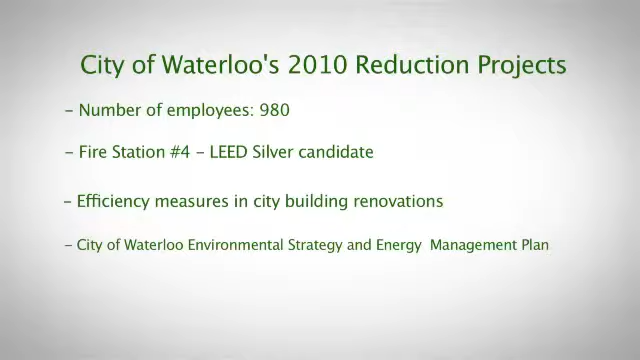 City of Waterloo's 2010 Reduction Projects
– Number of employees: 980
– Fire Station #4 – LEED Silver candidate
– Efficiency measures in city building renovations
– City of Waterloo Environmental Strategy and Energy  Management Plan